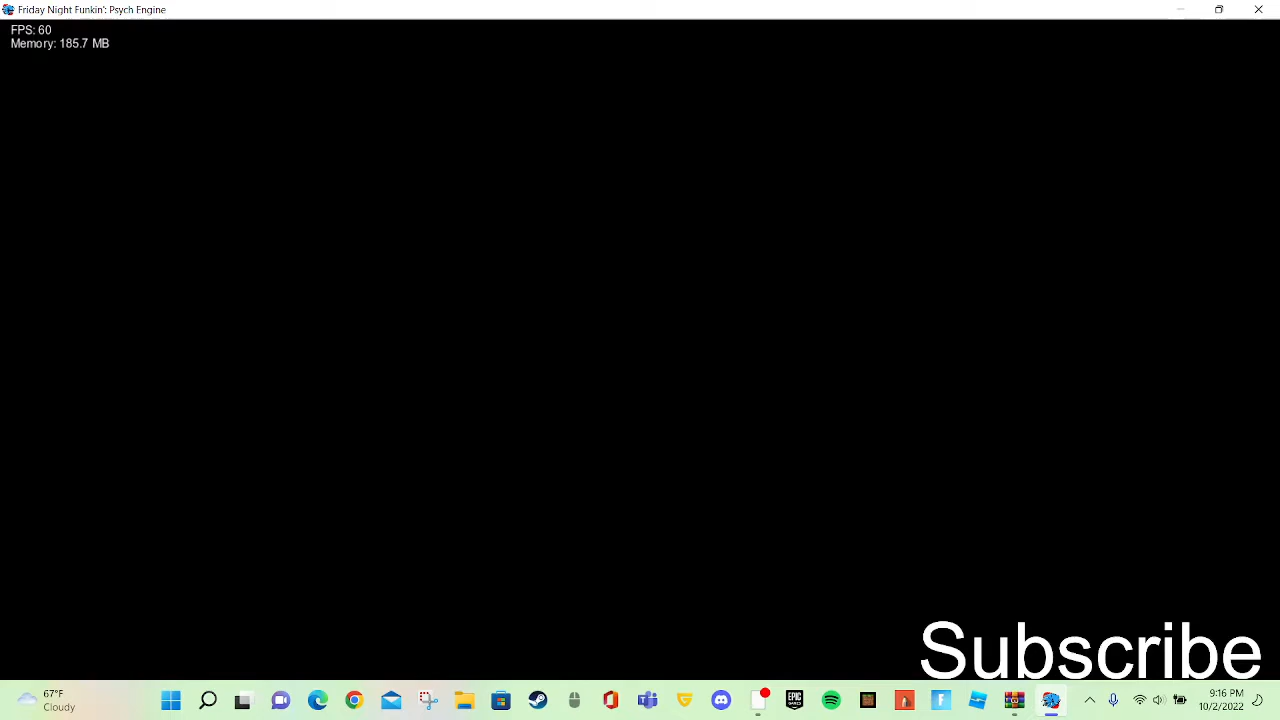 Friday Night Funkin': Psych Engine
FPS: 60
Memory: 185.7 MB
Subscribe
67°F
Cloudy
EPIC
9:16 PM
10/2/2022